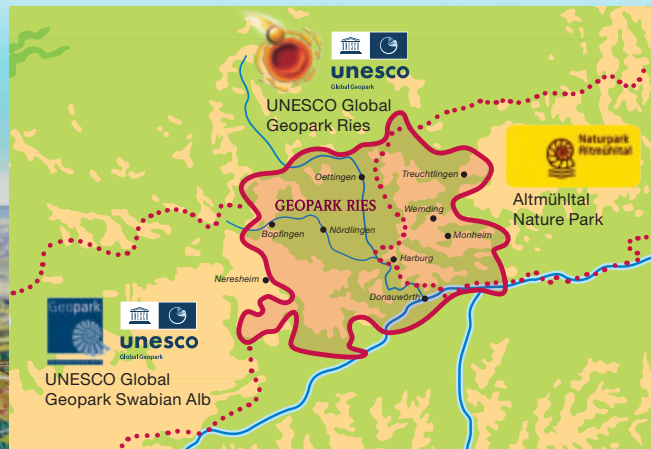 unesco
Global Geopark
UNESCO Global
Geopark Ries
Naturpark
Altmühltal
Altmühltal
Nature Park
Oettingen
Treuchtlingen
GEOPARK RIES
Wemding
Bopfingen
Nördlingen
Monheim
Harburg
Neresheim
Donauwörth
Geopark
unesco
Global Geopark
UNESCO Global
Geopark Swabian Alb